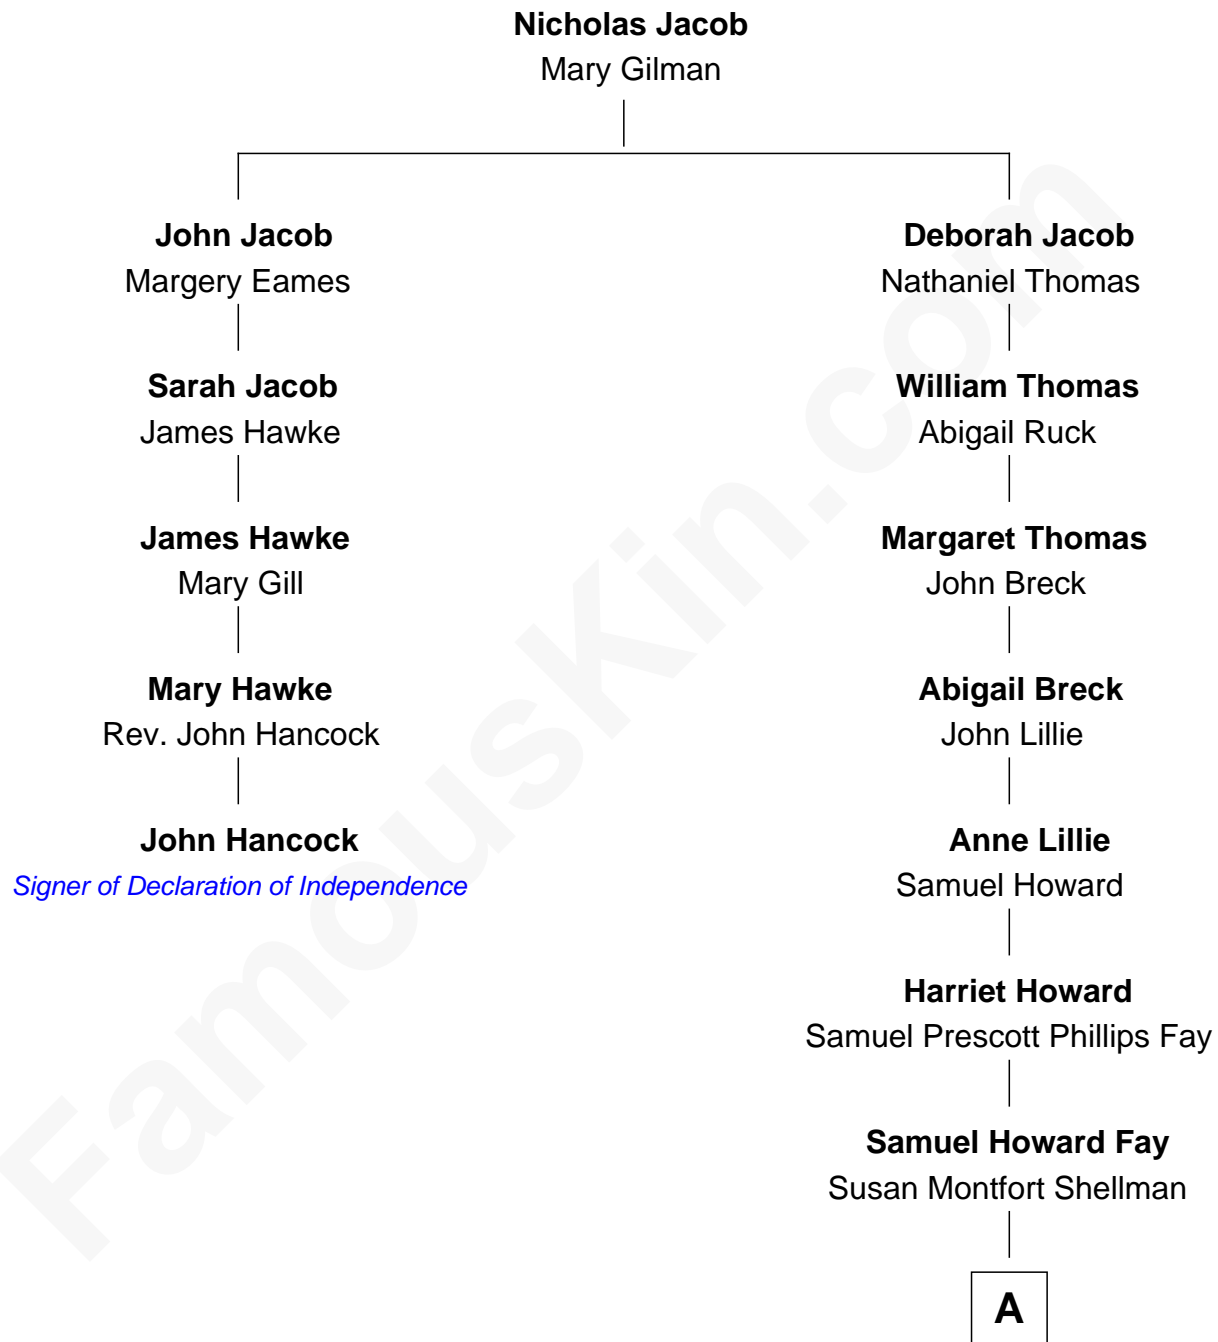 Nicholas Jacob
Mary Gilman
John Jacob
Margery Eames
Deborah Jacob
Nathaniel Thomas
Sarah Jacob
James Hawke
William Thomas
Abigail Ruck
James Hawke
Mary Gill
Margaret Thomas
John Breck
Mary Hawke
Rev. John Hancock
Abigail Breck
John Lillie
John Hancock
Signer of Declaration of Independence
Anne Lillie
Samuel Howard
Harriet Howard
Samuel Prescott Phillips Fay
Samuel Howard Fay
Susan Montfort Shellman
A
FamousKin.com